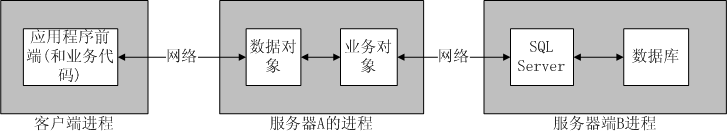 应用程序前
端(和业务代
码)
网络
数据对
象
业务对
象
网络
SQL
Server
数据库
客户端进程
服务器A的进程
服务器端B进程